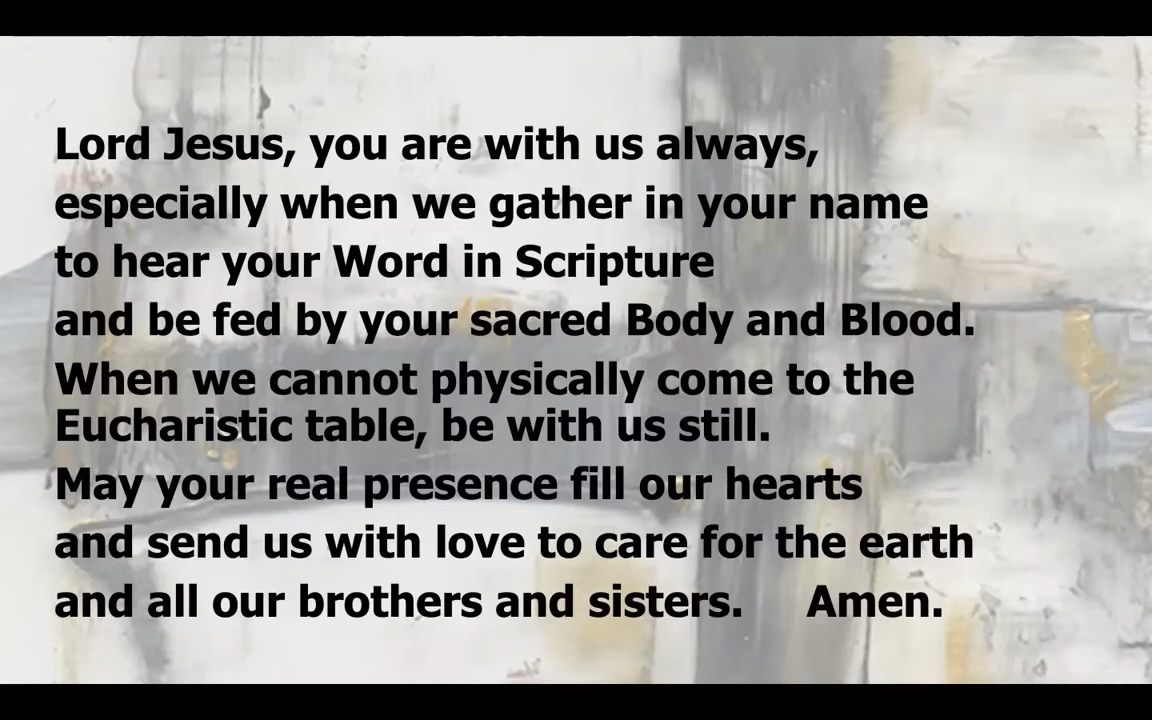 Lord Jesus, you are with us always,
especially when we gather in your name
to hear your Word in Scripture
and be fed by your sacred Body and Blood.
When we cannot physically come to the
Eucharistic table, be with us still.
May your real presence fill our hearts
and send us with love to care for the earth
and all our brothers and sisters. Amen.